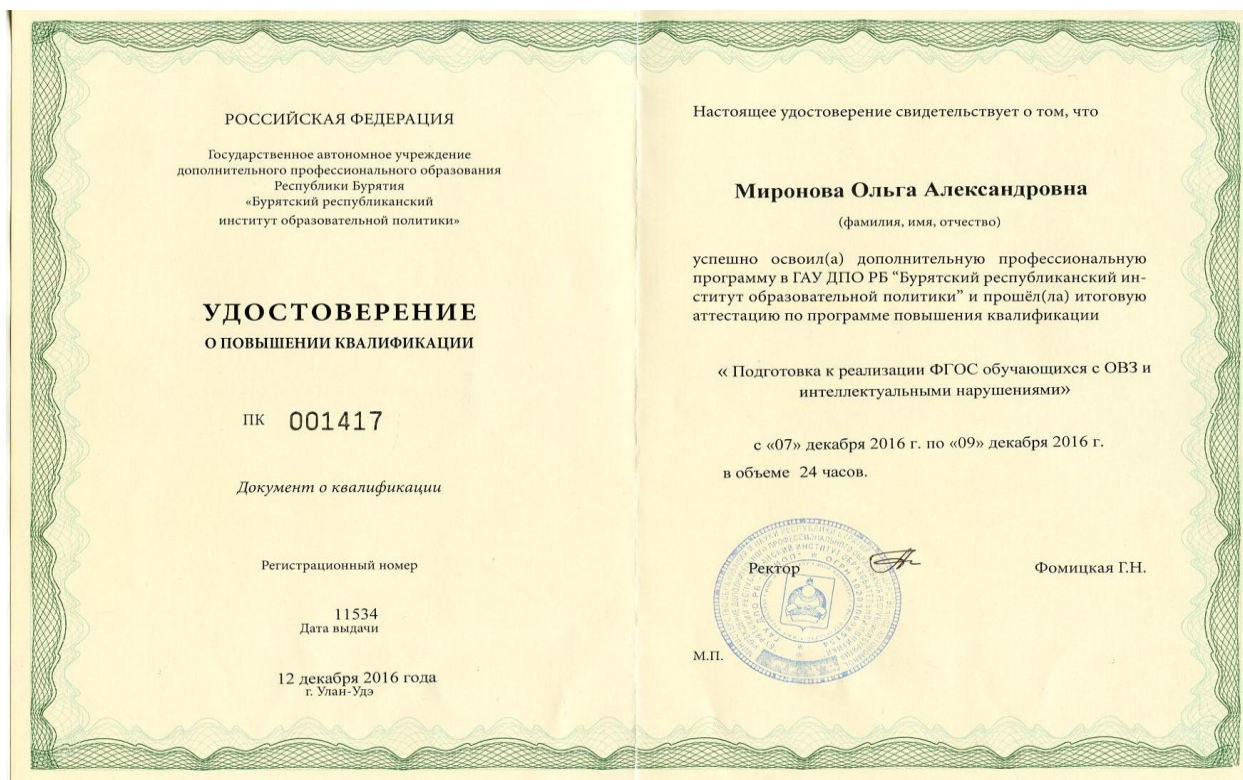 РОССИЙСКАЯ ФЕДЕРАЦИЯ
Государственное автономное учреждение
дополнительного профессионального образования
Республики Бурятия
«Бурятский республиканский
институт образовательной политики»
УДОСТОВЕРЕНИЕ
О ПОВЫШЕНИИ КВАЛИФИКАЦИИ
ПК 001417
Документ о квалификации
Регистрационный номер
11534
Дата выдачи
12 декабря 2016 года
г. Улан-Удэ
Настоящее удостоверение свидетельствует о том, что
Миронова Ольга Александровна
(фамилия, имя, отчество)
успешно освоил(а) дополнительную профессиональную
программу в ГАУ ДПО РБ “Бурятский республиканский ин-
ститут образовательной политики” и прошёл(ла) итоговую
аттестацию по программе повышения квалификации
« Подготовка к реализации ФГОС обучающихся с ОВЗ и
интеллектуальными нарушениями»
с «07» декабря 2016 г. по «09» декабря 2016 г.
в объеме 24 часов.
Ректор Фомицкая Г.Н.
М.П.